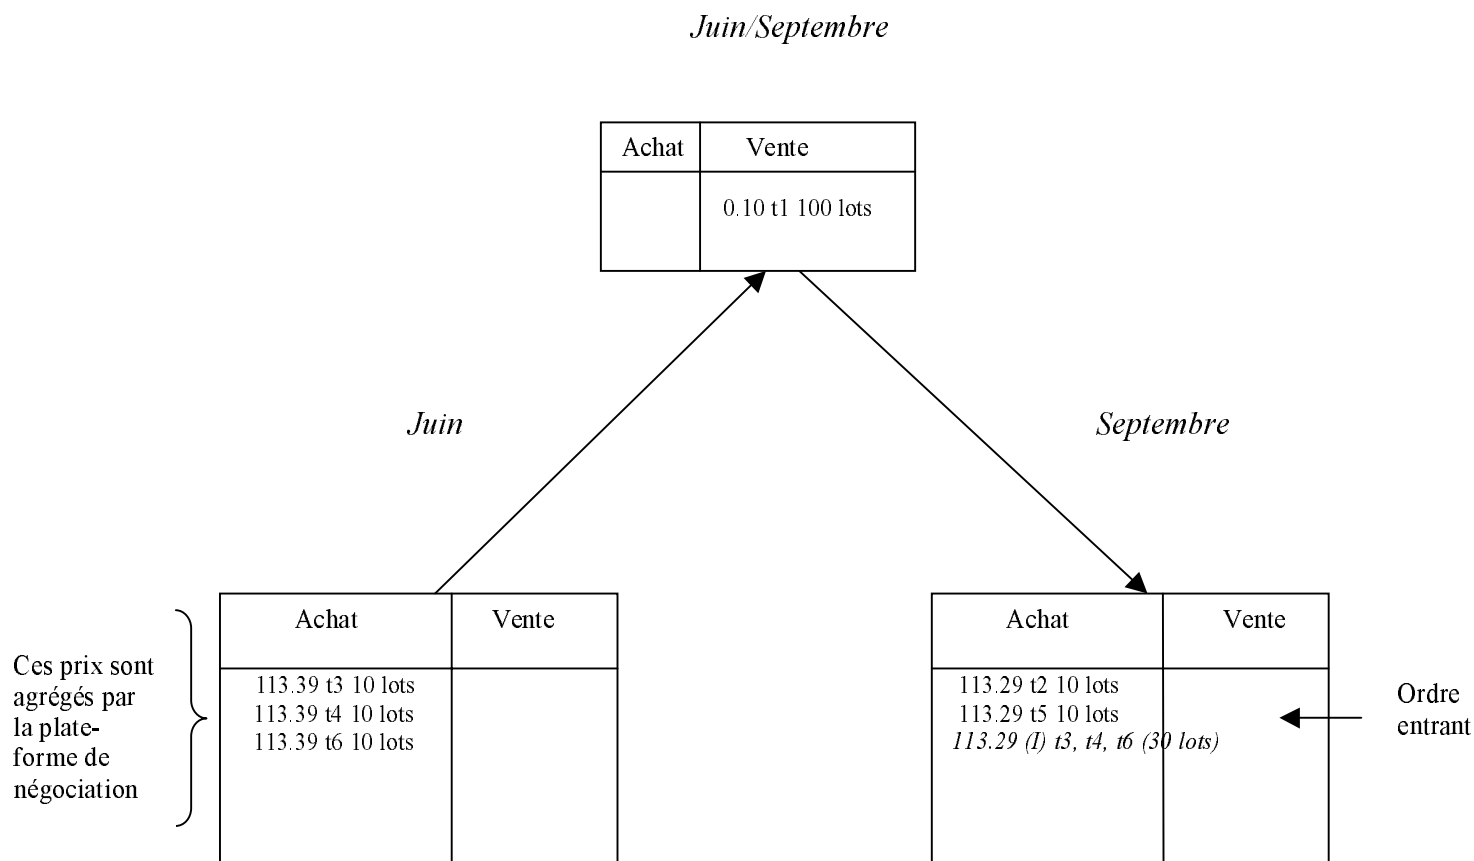 Juin/Septembre
Achat Vente
0.10 t1 100 lots
Juin
Septembre
Achat Vente
Achat Vente
Ces prix sont
agrégés par
la plate-
forme de
négociation
113.39 t3 10 lots
113.39 t4 10 lots
113.39 t6 10 lots
113.29 t2 10 lots
113.29 t5 10 lots
113.29 (I) t3, t4, t6 (30 lots)
Ordre
entrant